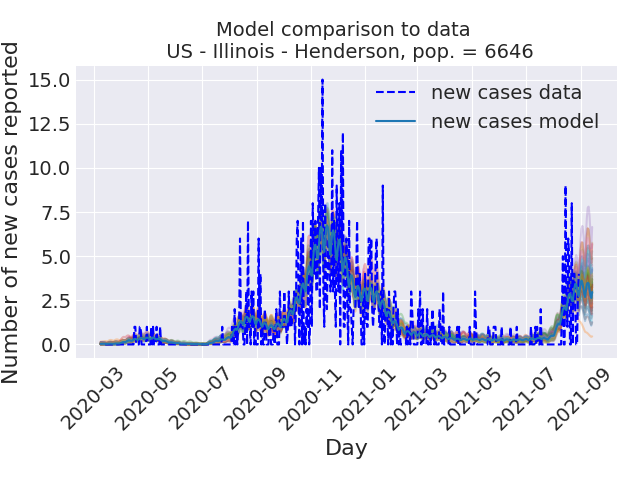 Model comparison to data
US - Illinois - Henderson, pop. = 6646
new cases data
new cases model
Number of new cases reported
15.0
12.5
10.0
7.5
5.0
2.5
0.0
2020-03
2020-05
2020-07
2020-09
2020-11
2021-01
2021-03
2021-05
2021-07
2021-09
Day